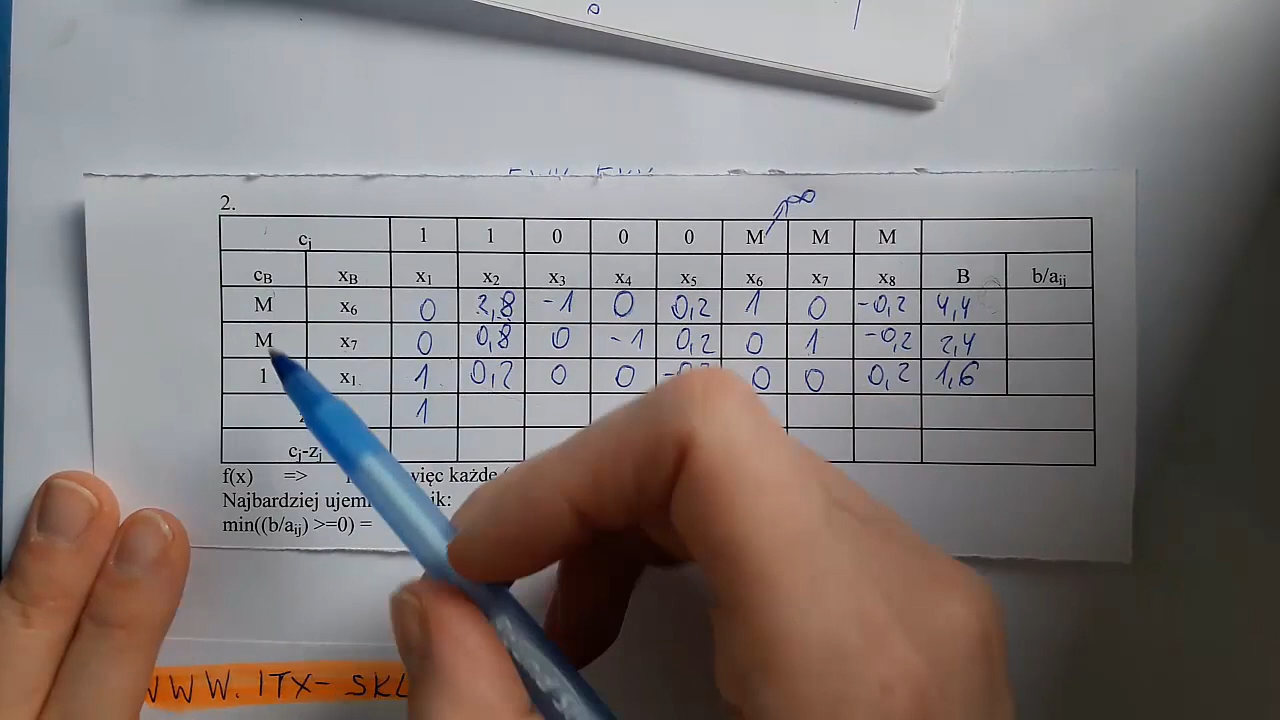 2.
∞
cj 1 1 0 0 0 M M M
cB xB x1 x2 x3 x4 x5 x6 x7 x8 B b/aij
M x6 0 2,8 -1 0 0,2 1 0 -0,2 4,4
M x7 0 0,8 0 -1 0,2 0 1 -0,2 2,4
1 x1 1 0,2 0 0 0 0 0,2 1,6
1
cj-zj
f(x) => więc każde
Najbardziej
min((b/aij) >=0) =
WWW.ITX-SKL